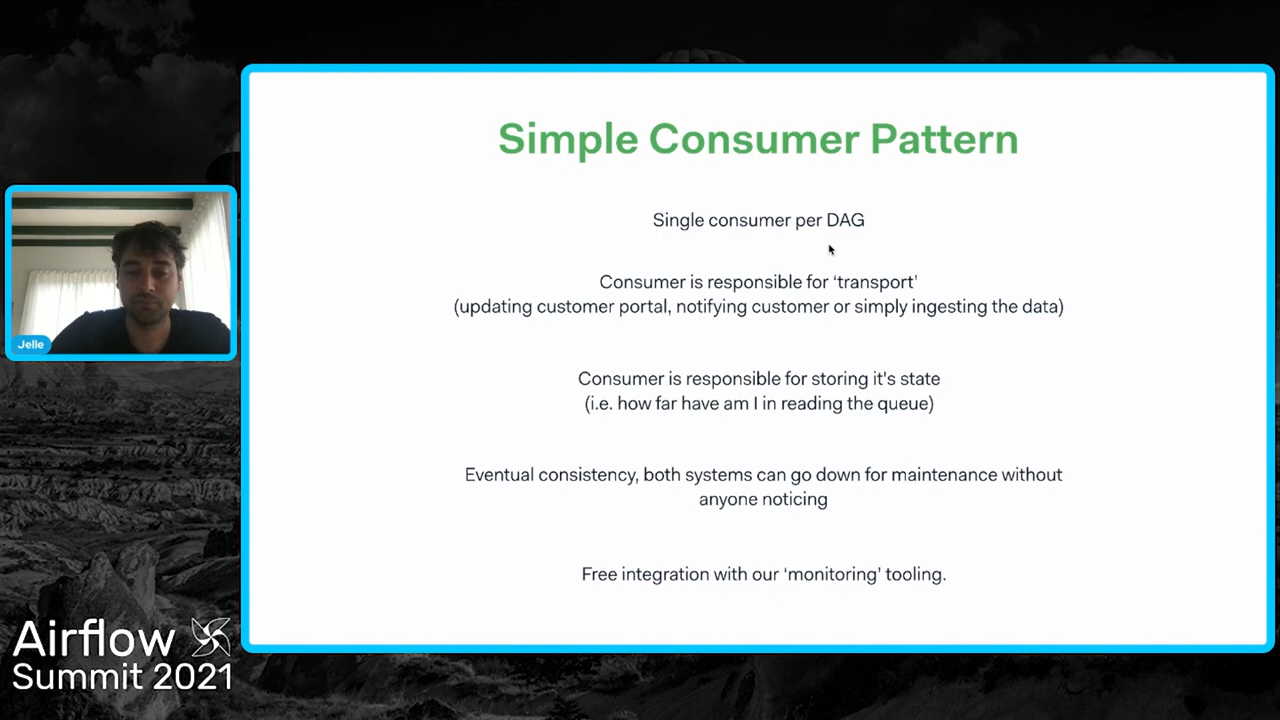 Simple Consumer Pattern
Single consumer per DAG
Consumer is responsible for ‘transport’
(updating customer portal, notifying customer or simply ingesting the data)
Consumer is responsible for storing it's state
(i.e. how far have am I in reading the queue)
Eventual consistency, both systems can go down for maintenance without
anyone noticing
Free integration with our ‘monitoring’ tooling.
Jelle
Airflow
Summit 2021